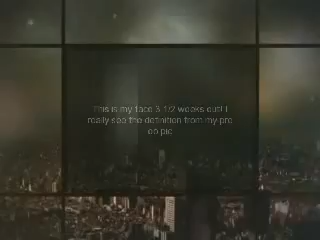 This is my face 3 1/2 weeks out! I
really see the definition from my pre
op pic